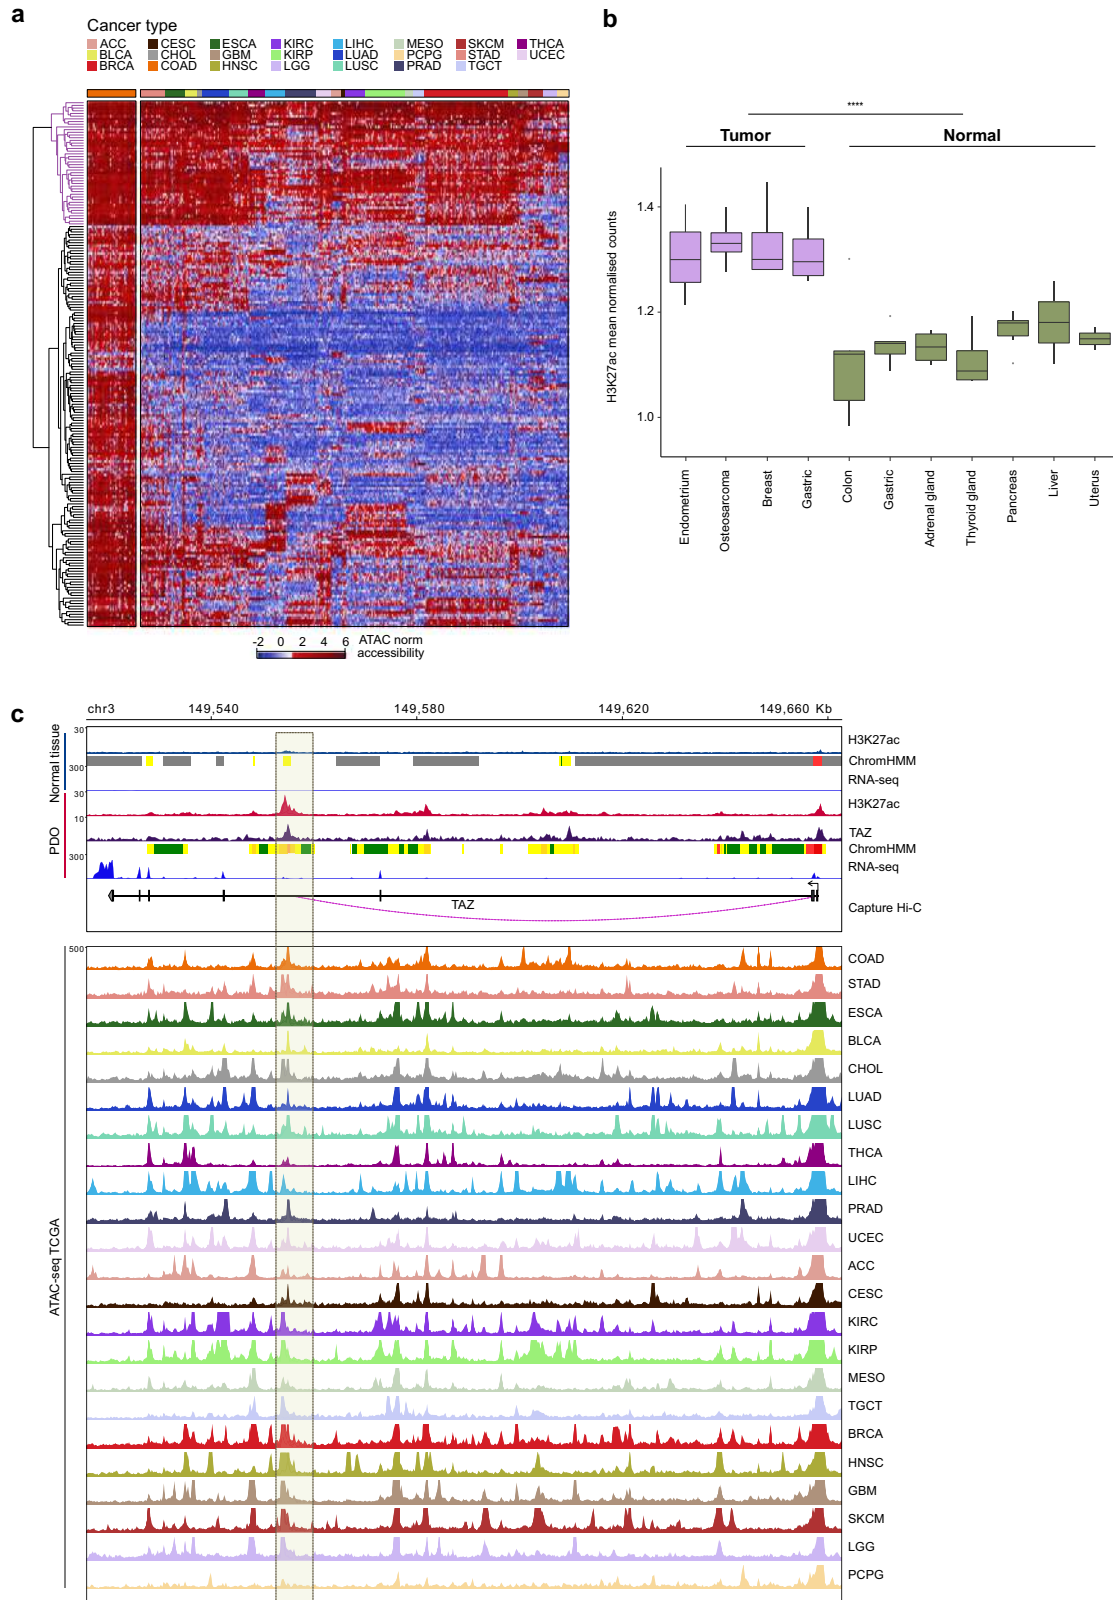 a
Cancer type
ACC CESC ESCA KIRC LIHC MESO SKCM THCA
BLCA CHOL GBM KIRP LUAD PCPG STAD UCEC
BRCA COAD HNSC LGG LUSC PRAD TGCT
-2 0 2 4 6
ATAC norm
accessibility
b
****
Tumor Normal
H3K27ac mean normalised counts
1.4
1.2
1.0
Endometrium
Osteosarcoma
Breast
Gastric
Colon
Gastric
Adrenal gland
Thyroid gland
Pancreas
Liver
Uterus
c
chr3 149,540 149,580 149,620 149,660 Kb
Normal tissue
30
H3K27ac
ChromHMM
300
RNA-seq
PDO
30
H3K27ac
10
TAZ
ChromHMM
300
RNA-seq
TAZ
Capture Hi-C
ATAC-seq TCGA
500
COAD
STAD
ESCA
BLCA
CHOL
LUAD
LUSC
THCA
LIHC
PRAD
UCEC
ACC
CESC
KIRC
KIRP
MESO
TGCT
BRCA
HNSC
GBM
SKCM
LGG
PCPG